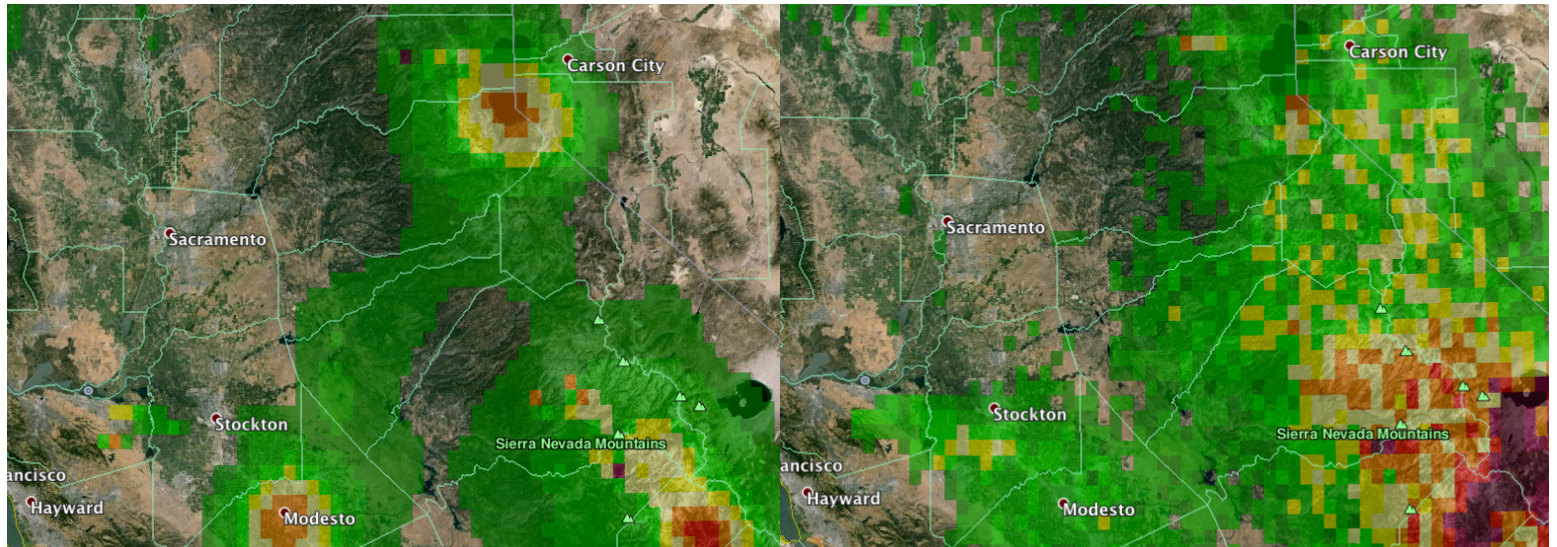 Carson City
Sacramento
Stockton
Sierra Nevada Mountains
ancisco
Hayward
Modesto
Carson City
Sacramento
Stockton
Sierra Nevada Mountains
ancisco
Hayward
Modesto